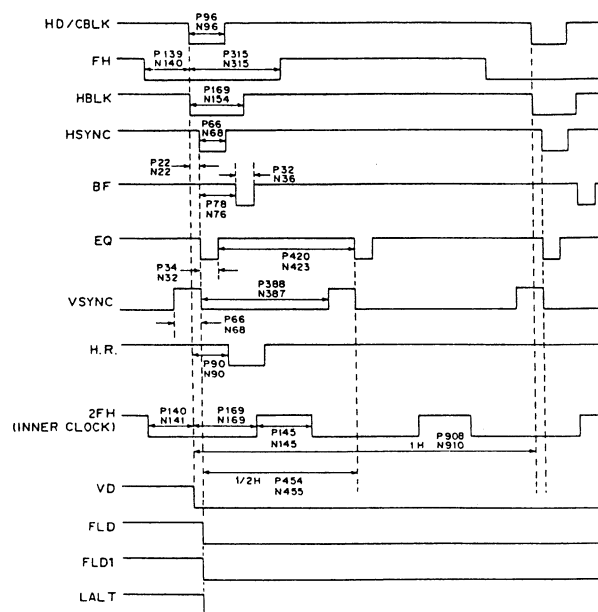 HD/CBLK
P96
N96
FH
P139
N140
P315
N315
HBLK
P169
N154
HSYNC
P66
N68
P22
N22
P32
N36
BF
P78
N76
EQ
P420
N423
P34
N32
P388
N387
VSYNC
P66
N68
H.R.
P90
N90
2FH
(INNER CLOCK)
P140
N141
P169
N169
P145
N145
P908
1H N910
1/2H P454
N455
VD
FLD
FLD1
LALT